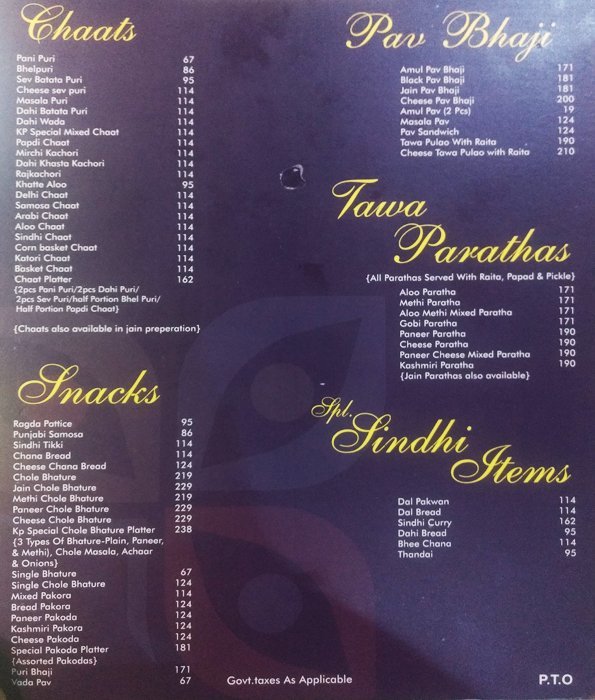 Chaats
Pani Puri 67
Bhelpuri 86
Sev Batata Puri 95
Cheese sev puri 114
Masala Puri 114
Dahi Batata Puri 114
Dahi Wada 114
KP Special Mixed Chaat 114
Papdi Chaat 114
Mirchi Kachori 114
Dahi Khasta Kachori 114
Rajkachori 114
Khatte Aloo 95
Delhi Chaat 114
Samosa Chaat 114
Arabi Chaat 114
Aloo Chaat 114
Sindhi Chaat 114
Corn basket Chaat 114
Katori Chaat 114
Basket Chaat 114
Chaat Platter 162
{2pcs Pani Puri/2pcs Dahi Puri/
2pcs Sev Puri/half Portion Bhel Puri/
Half Portion Papdi Chaat}
{Chaats also available in jain preperation}
Snacks
Ragda Pattice 95
Punjabi Samosa 86
Sindhi Tikki 114
Chana Bread 114
Cheese Chana Bread 124
Chole Bhature 219
Jain Chole Bhature 229
Methi Chole Bhature 219
Paneer Chole Bhature 229
Cheese Chole Bhature 229
Kp Special Chole Bhature Platter 238
{3 Types Of Bhature-Plain, Paneer,
& Methi}, Chole Masala, Achaar
& Onions}
Single Bhature 67
Single Chole Bhature 124
Mixed Pakora 114
Bread Pakora 124
Paneer Pakoda 124
Kashmiri Pakora 124
Cheese Pakoda 124
Special Pakoda Platter 181
{Assorted Pakodas}
Puri Bhaji 171
Vada Pav 67
Pav Bhaji
Amul Pav Bhaji 171
Black Pav Bhaji 181
Jain Pav Bhaji 181
Cheese Pav Bhaji 200
Amul Pav (2 Pcs) 19
Masala Pav 124
Pav Sandwich 124
Tawa Pulao with Raita 190
Cheese Tawa Pulao with Raita 210
Tawa
Parathas
{All Parathas Served With Raita, Papad & Pickle}
Aloo Paratha 171
Methi Paratha 171
Aloo Methi Mixed Paratha 171
Gobi Paratha 171
Paneer Paratha 190
Cheese Paratha 190
Paneer Cheese Mixed Paratha 190
Kashmiri Paratha 190
{Jain Parathas also available}
Spl.
Sindhi
Items
Dal Pakwan 114
Dal Bread 114
Sindhi Curry 162
Dahi Bread 95
Bhee Chana 114
Thandai 95
Govt.taxes As Applicable
P.T.O